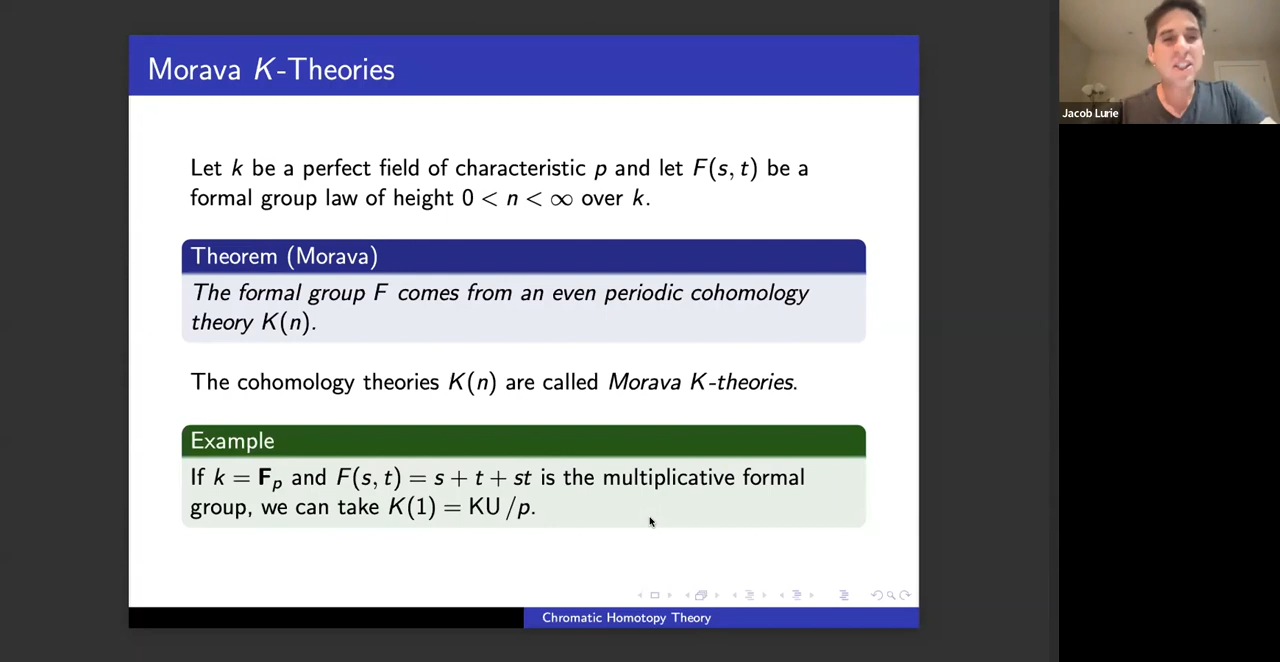 Morava K-Theories
Let k be a perfect field of characteristic p and let F(s, t) be a
formal group law of height 0 < n < ∞ over k.
Theorem (Morava)
The formal group F comes from an even periodic cohomology
theory K(n).
The cohomology theories K(n) are called Morava K-theories.
Example
If k = F_p and F(s, t) = s + t + st is the multiplicative formal
group, we can take K(1) = KU /p.
Chromatic Homotopy Theory
Jacob Lurie